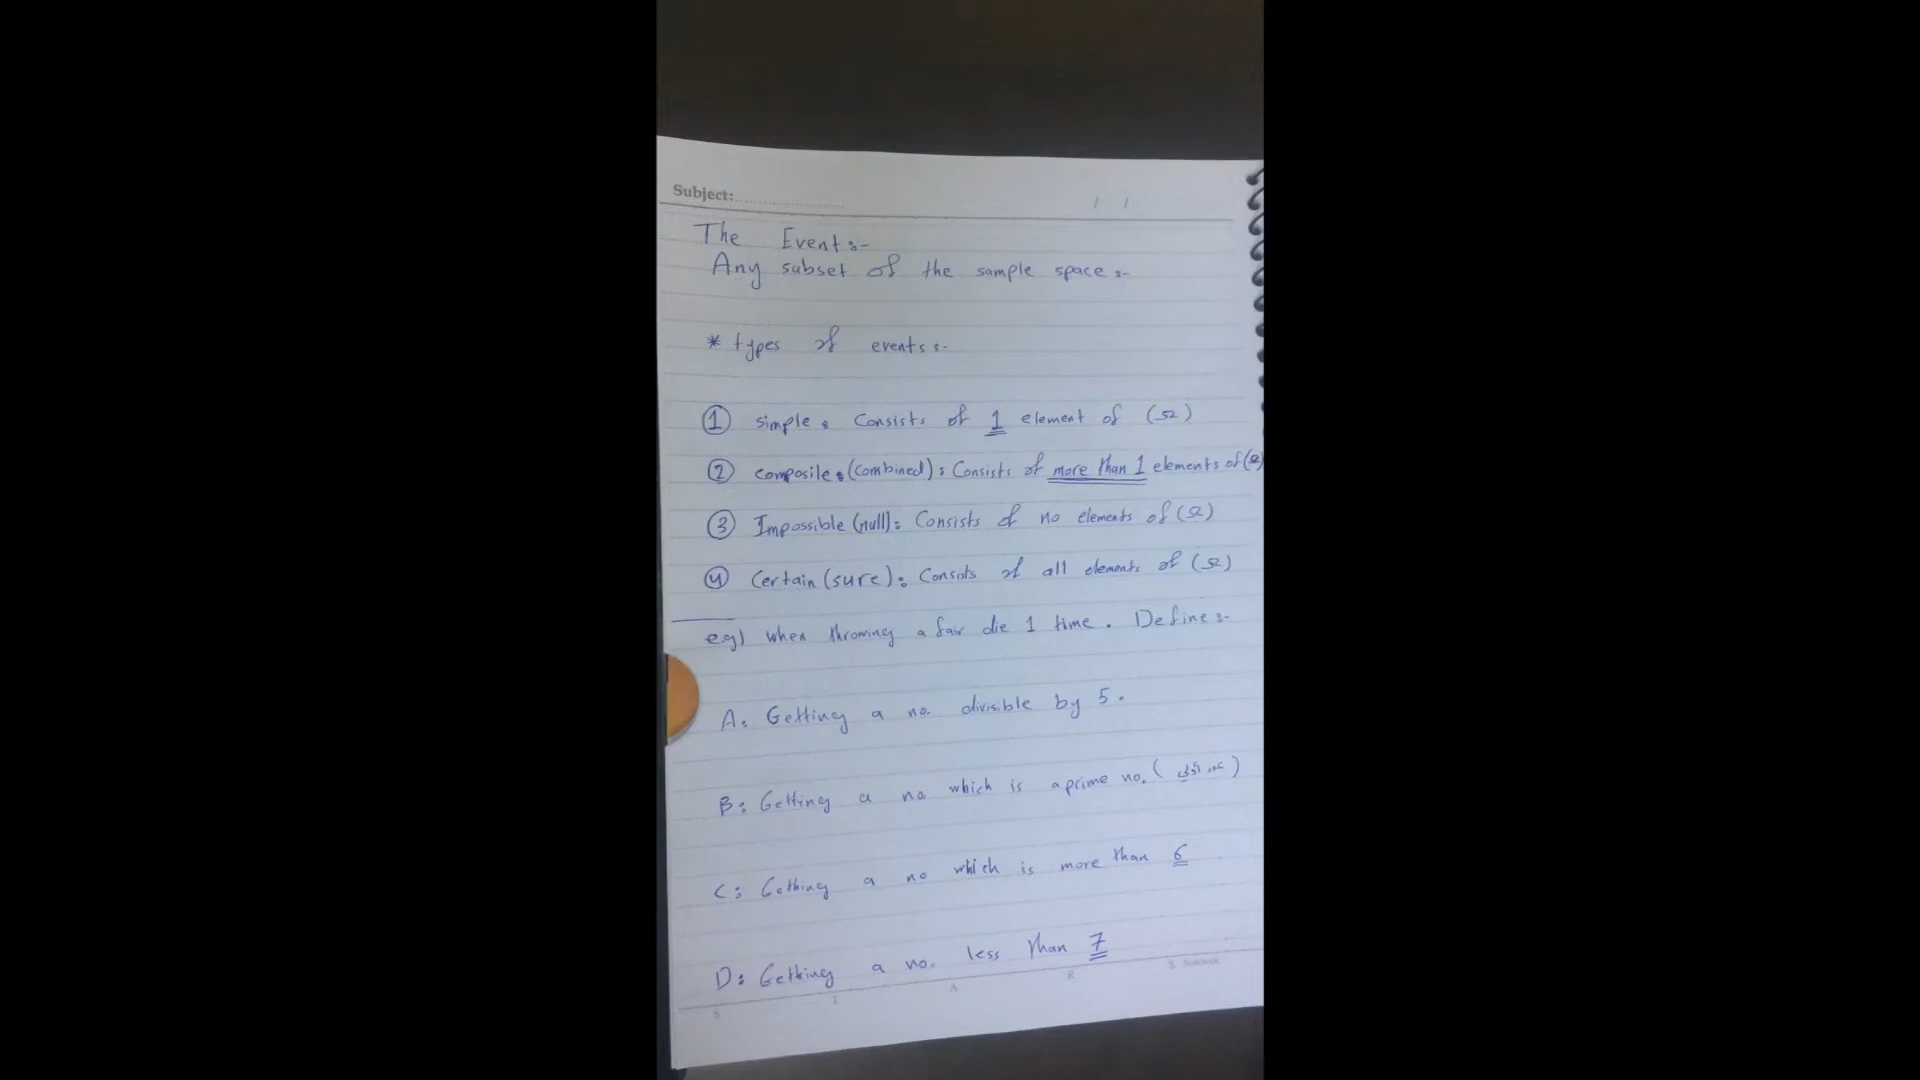 Subject:
/ /
The Event:-
Any subset of the sample space:-
* types of events:-
① simple: Consists of 1 element of (Ω)
② composite: (Combined): Consists of more than 1 elements of (Ω)
③ Impossible (null): Consists of no elements of (Ω)
④ Certain (sure): Consists of all elements of (Ω)
eg) when throwing a fair die 1 time. Define:-
A: Getting a no. divisible by 5.
B: Getting a no. which is a prime no. (عدد أولى)
C: Getting a no which is more than 6
D: Getting a no. less than 7
S I A R S